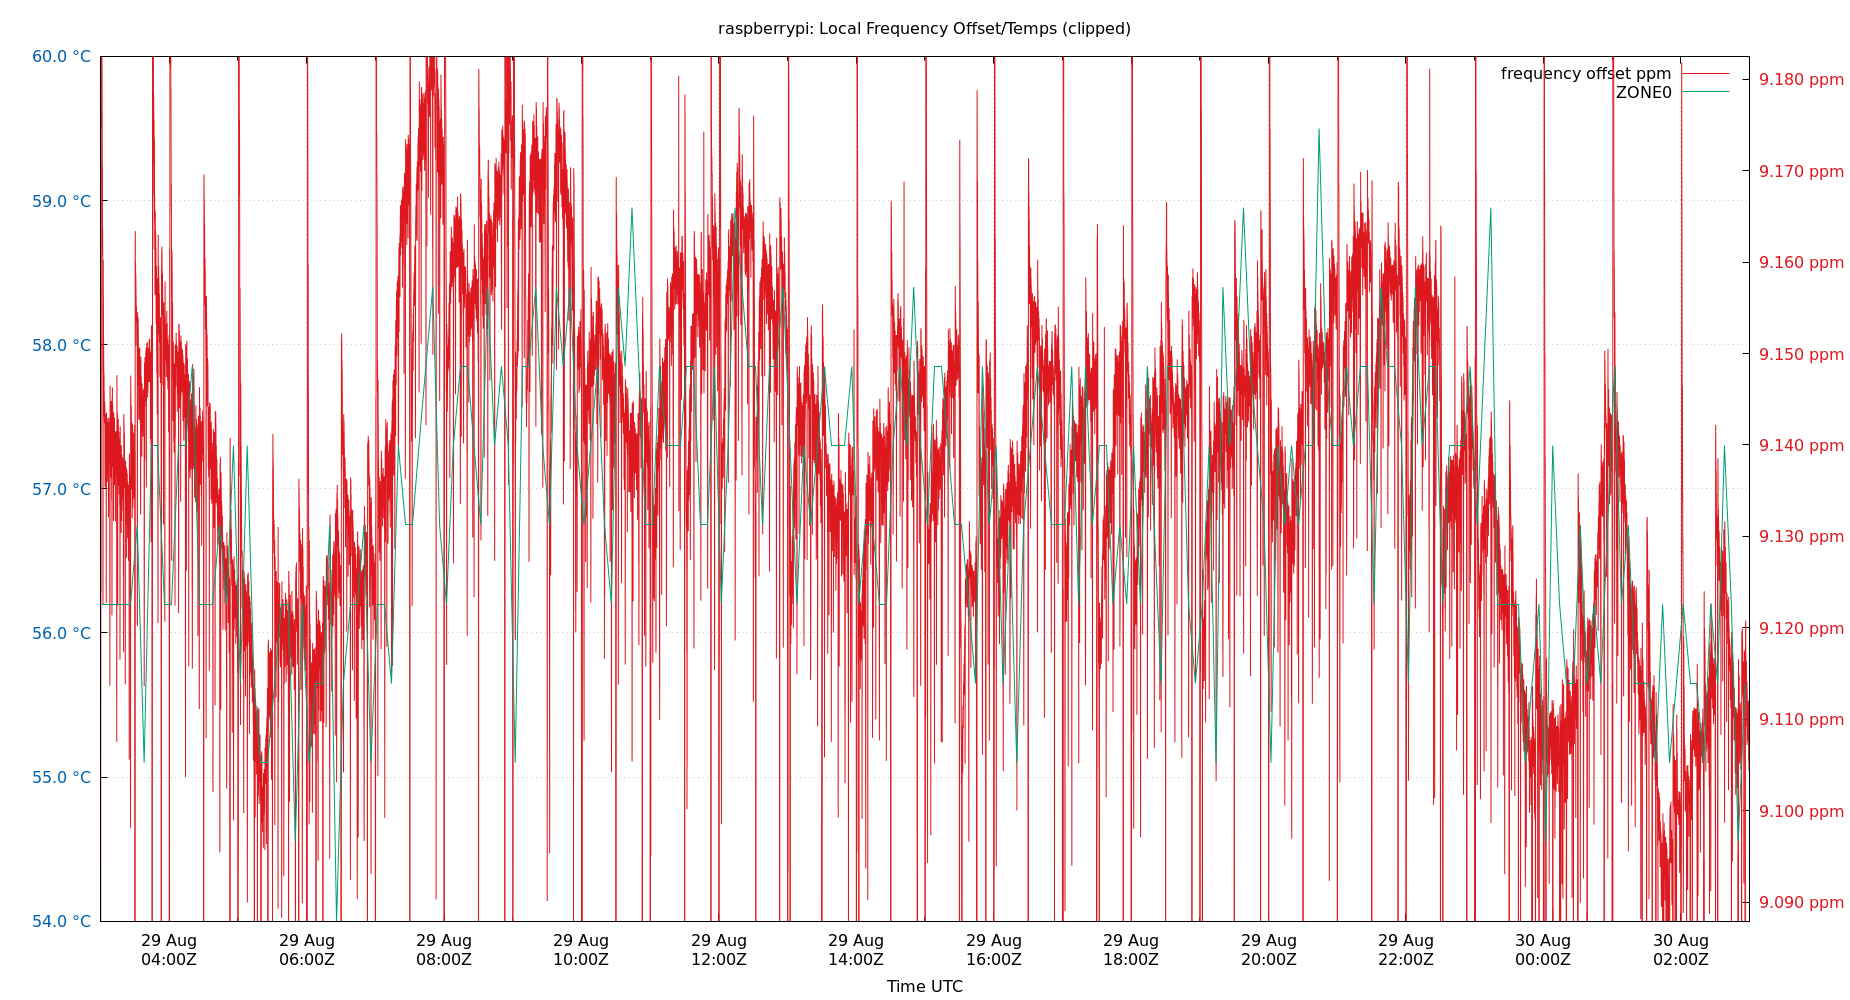 raspberrypi: Local Frequency Offset/Temps (clipped)
60.0 °C
59.0 °C
58.0 °C
57.0 °C
56.0 °C
55.0 °C
54.0 °C
frequency offset ppm
ZONE0
9.180 ppm
9.170 ppm
9.160 ppm
9.150 ppm
9.140 ppm
9.130 ppm
9.120 ppm
9.110 ppm
9.100 ppm
9.090 ppm
29 Aug 29 Aug 29 Aug 29 Aug 29 Aug 29 Aug 29 Aug 29 Aug 29 Aug 29 Aug 30 Aug 30 Aug
04:00Z 06:00Z 08:00Z 10:00Z 12:00Z 14:00Z 16:00Z 18:00Z 20:00Z 22:00Z 00:00Z 02:00Z
Time UTC